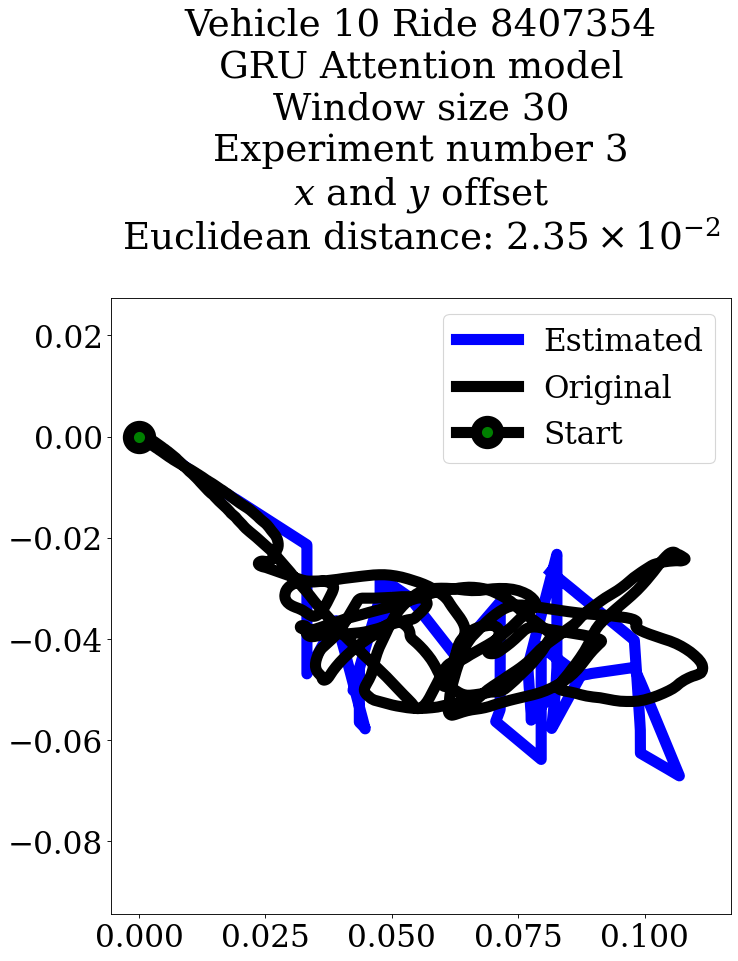 Vehicle 10 Ride 8407354
GRU Attention model
Window size 30
Experiment number 3
x and y offset
Euclidean distance: 2.35 × 10⁻²
Estimated
Original
Start
0.02
0.00
−0.02
−0.04
−0.06
−0.08
0.000 0.025 0.050 0.075 0.100